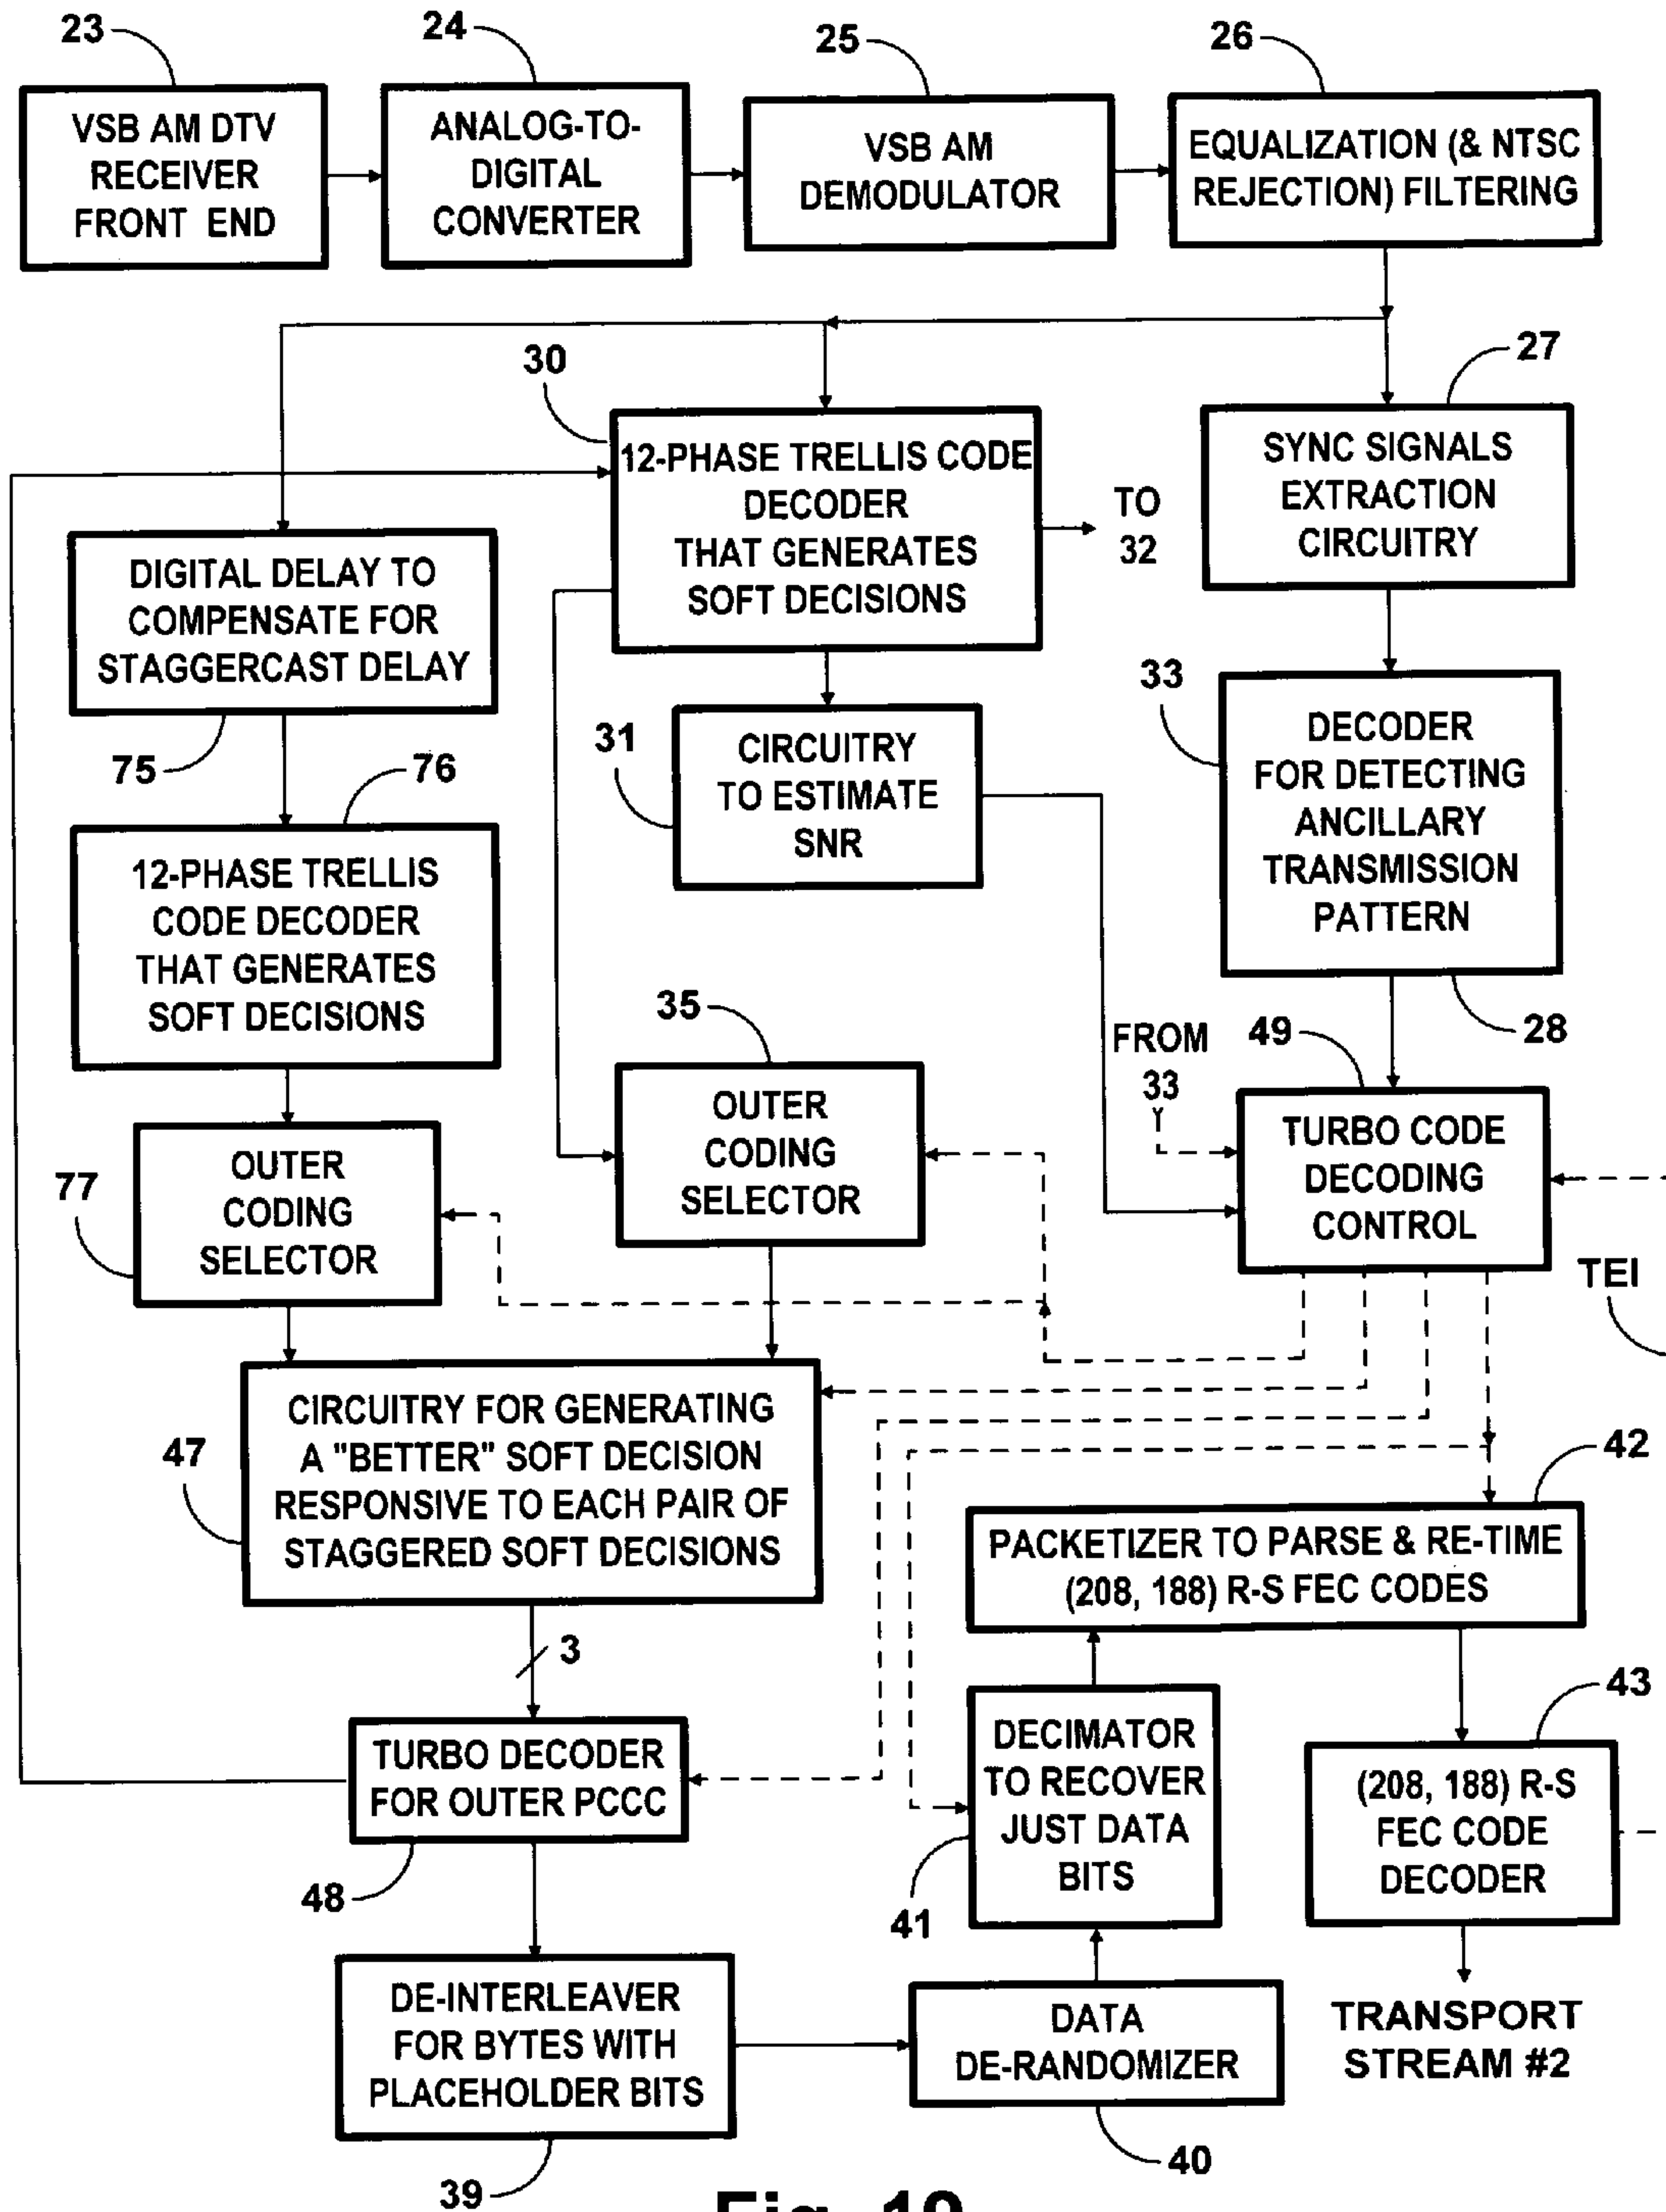 23
24
25
26
VSB AM DTV
RECEIVER
FRONT END
ANALOG-TO-
DIGITAL
CONVERTER
VSB AM
DEMODULATOR
EQUALIZATION (& NTSC
REJECTION) FILTERING
30
27
12-PHASE TRELLIS CODE
DECODER
THAT GENERATES
SOFT DECISIONS
TO
32
SYNC SIGNALS
EXTRACTION
CIRCUITRY
DIGITAL DELAY TO
COMPENSATE FOR
STAGGERCAST DELAY
75
76
31
CIRCUITRY
TO ESTIMATE
SNR
33
DECODER
FOR DETECTING
ANCILLARY
TRANSMISSION
PATTERN
28
12-PHASE TRELLIS
CODE DECODER
THAT GENERATES
SOFT DECISIONS
35
FROM
33
49
OUTER
CODING
SELECTOR
TURBO CODE
DECODING
CONTROL
77
OUTER
CODING
SELECTOR
TEI
47
CIRCUITRY FOR GENERATING
A "BETTER" SOFT DECISION
RESPONSIVE TO EACH PAIR OF
STAGGERED SOFT DECISIONS
42
PACKETIZER TO PARSE & RE-TIME
(208, 188) R-S FEC CODES
3
43
TURBO DECODER
FOR OUTER PCCC
48
DECIMATOR
TO RECOVER
JUST DATA
BITS
41
(208, 188) R-S
FEC CODE
DECODER
DE-INTERLEAVER
FOR BYTES WITH
PLACEHOLDER BITS
39
DATA
DE-RANDOMIZER
40
TRANSPORT
STREAM #2